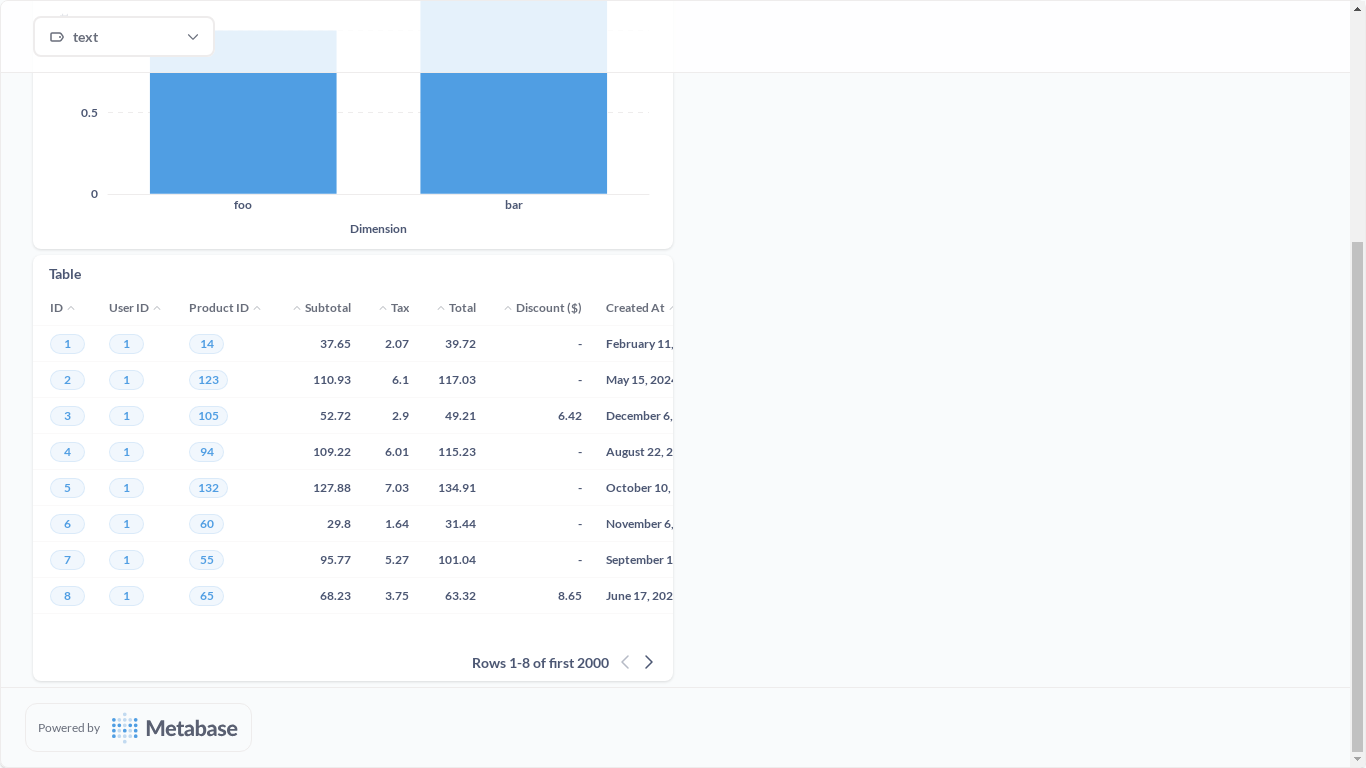 text
0.5
0
foo bar
Dimension
Table
ID User ID Product ID Subtotal Tax Total Discount ($) Created At
1 1 14 37.65 2.07 39.72 - February 11,
2 1 123 110.93 6.1 117.03 - May 15, 2024
3 1 105 52.72 2.9 49.21 6.42 December 6,
4 1 94 109.22 6.01 115.23 - August 22, 2
5 1 132 127.88 7.03 134.91 - October 10,
6 1 60 29.8 1.64 31.44 - November 6,
7 1 55 95.77 5.27 101.04 - September 1
8 1 65 68.23 3.75 63.32 8.65 June 17, 202
Rows 1-8 of first 2000
Powered by Metabase